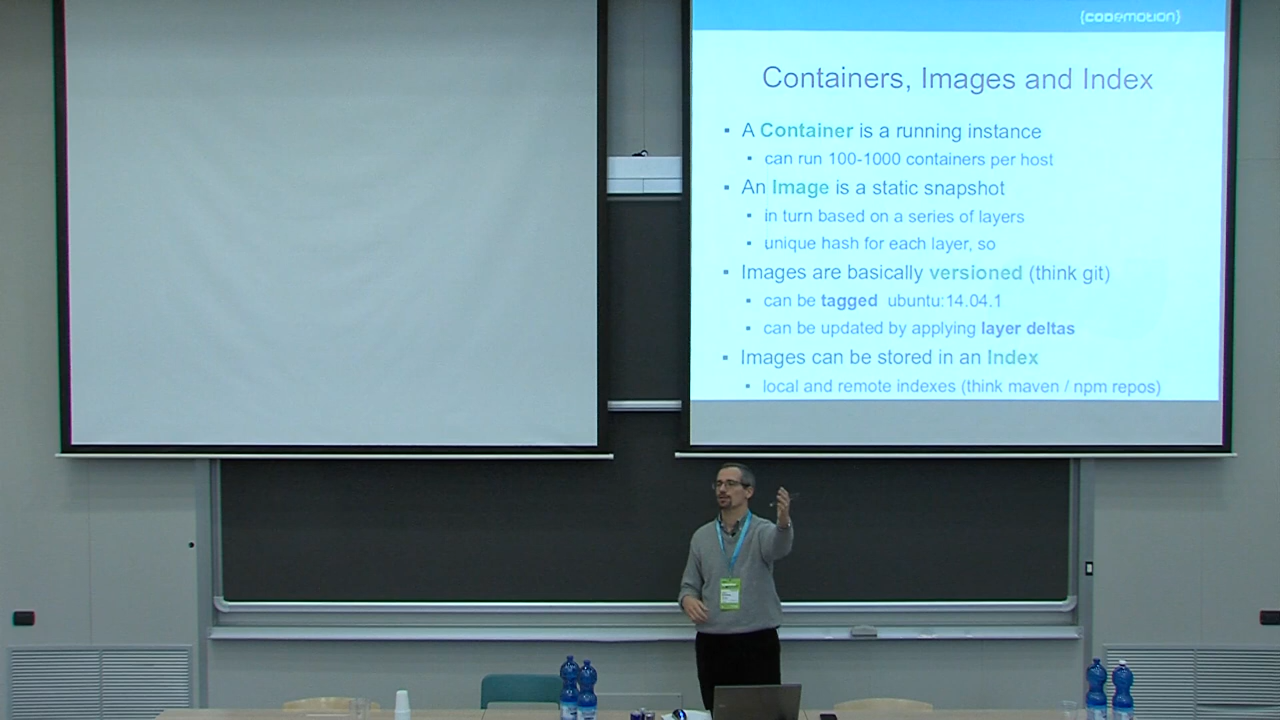 {codemotion}
Containers, Images and Index
▪ A Container is a running instance
▪ can run 100-1000 containers per host
▪ An Image is a static snapshot
▪ in turn based on a series of layers
▪ unique hash for each layer, so
▪ Images are basically versioned (think git)
▪ can be tagged ubuntu:14.04.1
▪ can be updated by applying layer deltas
▪ Images can be stored in an Index
▪ local and remote indexes (think maven / npm repos)